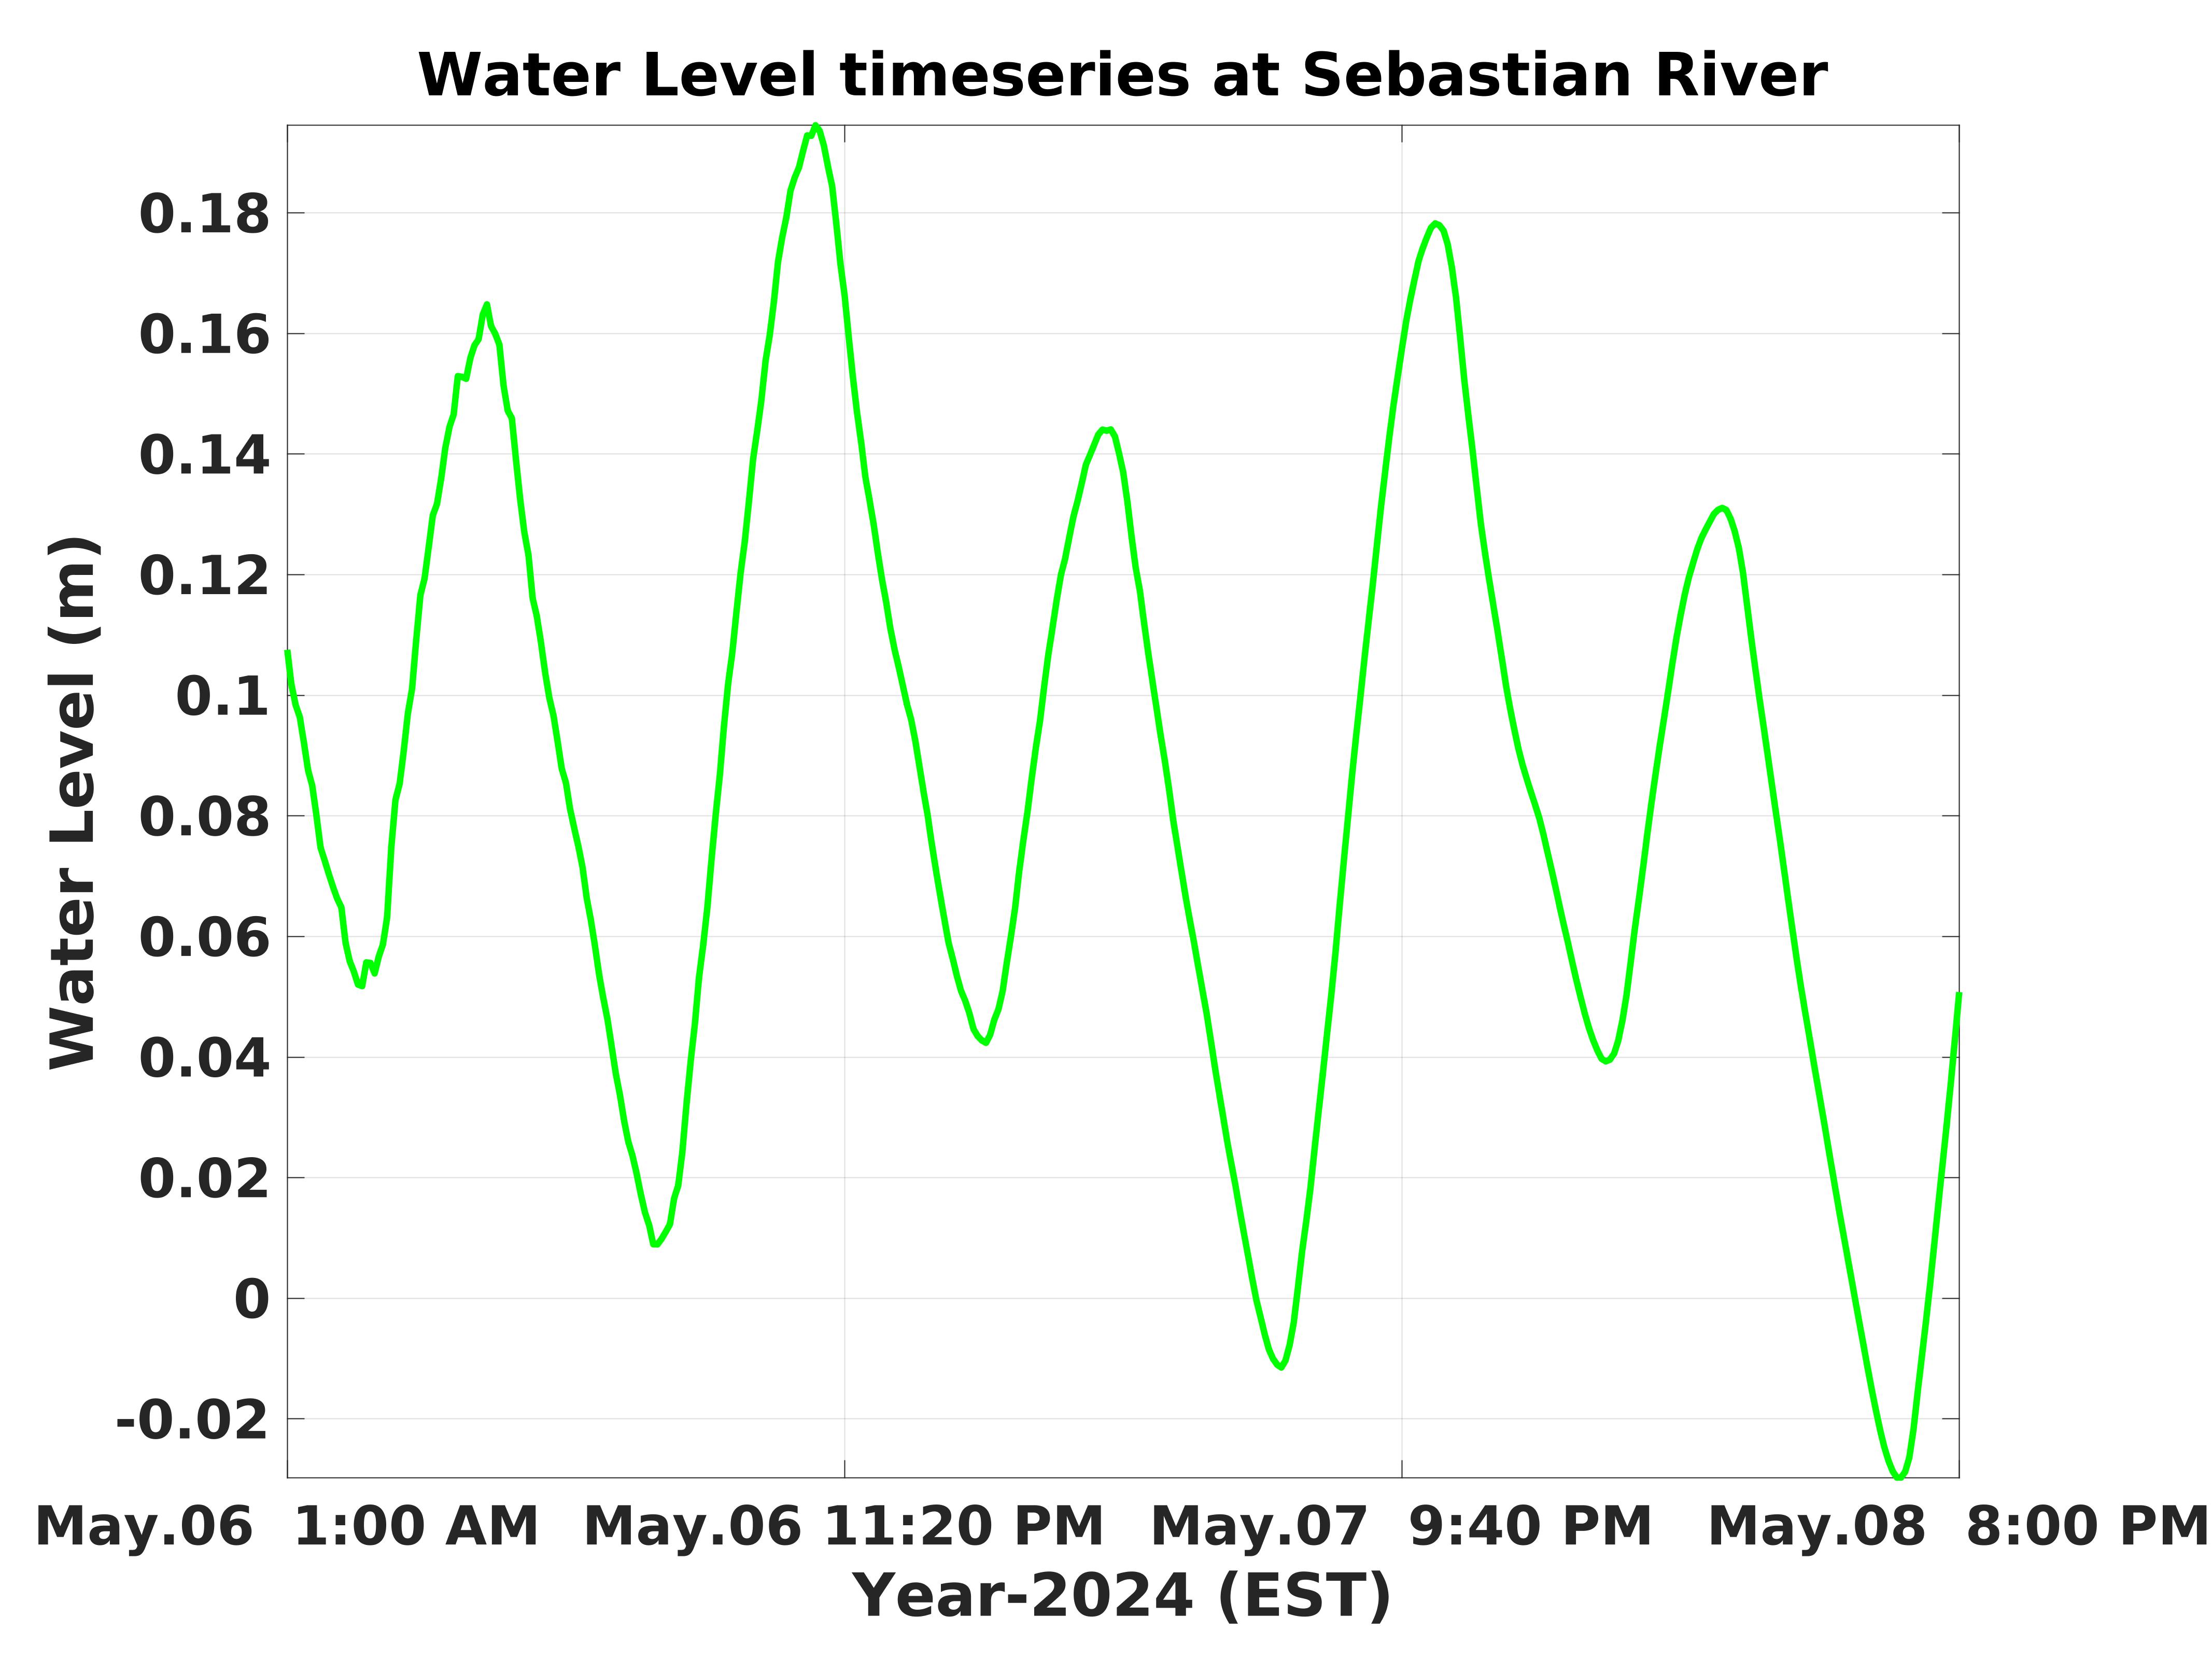 Water Level timeseries at Sebastian River
Water Level (m)
0.18
0.16
0.14
0.12
0.1
0.08
0.06
0.04
0.02
0
-0.02
May.06 1:00 AM May.06 11:20 PM May.07 9:40 PM May.08 8:00 PM
Year-2024 (EST)